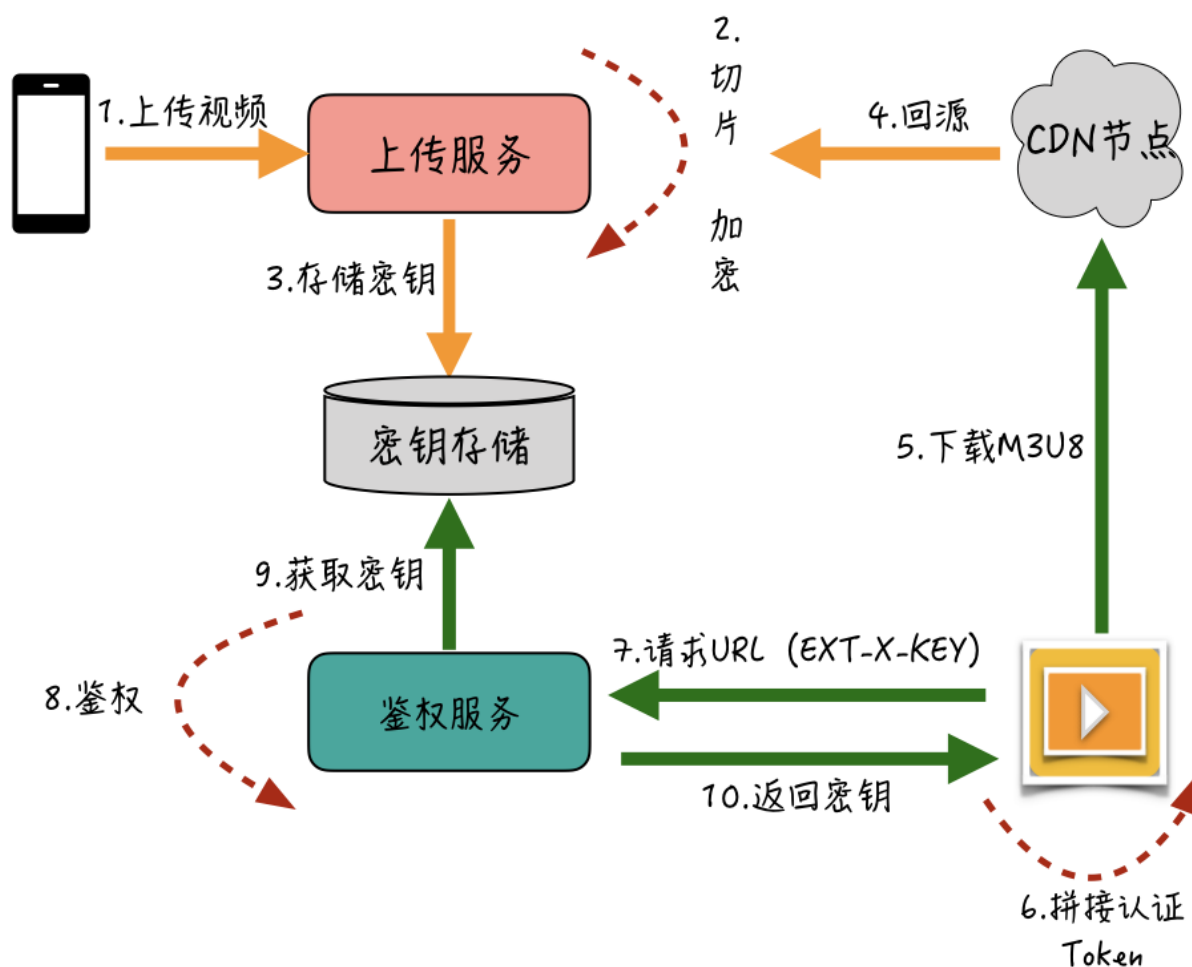 1.上传视频
上传服务
2.
切
片
加
密
4.回源
CDN节点
3.存储密钥
密钥存储
5.下载M3U8
9.获取密钥
7.请求URL (EXT-X-KEY)
8.鉴权
鉴权服务
10.返回密钥
6.拼接认证
Token